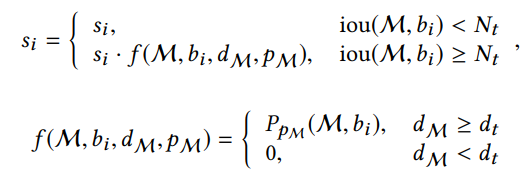 s_i = { s_i, iou(ℳ, b_i) < N_t
s_i · f(ℳ, b_i, d_ℳ, p_ℳ), iou(ℳ, b_i) ≥ N_t ,
f(ℳ, b_i, d_ℳ, p_ℳ) = { P_{p_ℳ}(ℳ, b_i), d_ℳ ≥ d_t
0, d_ℳ < d_t